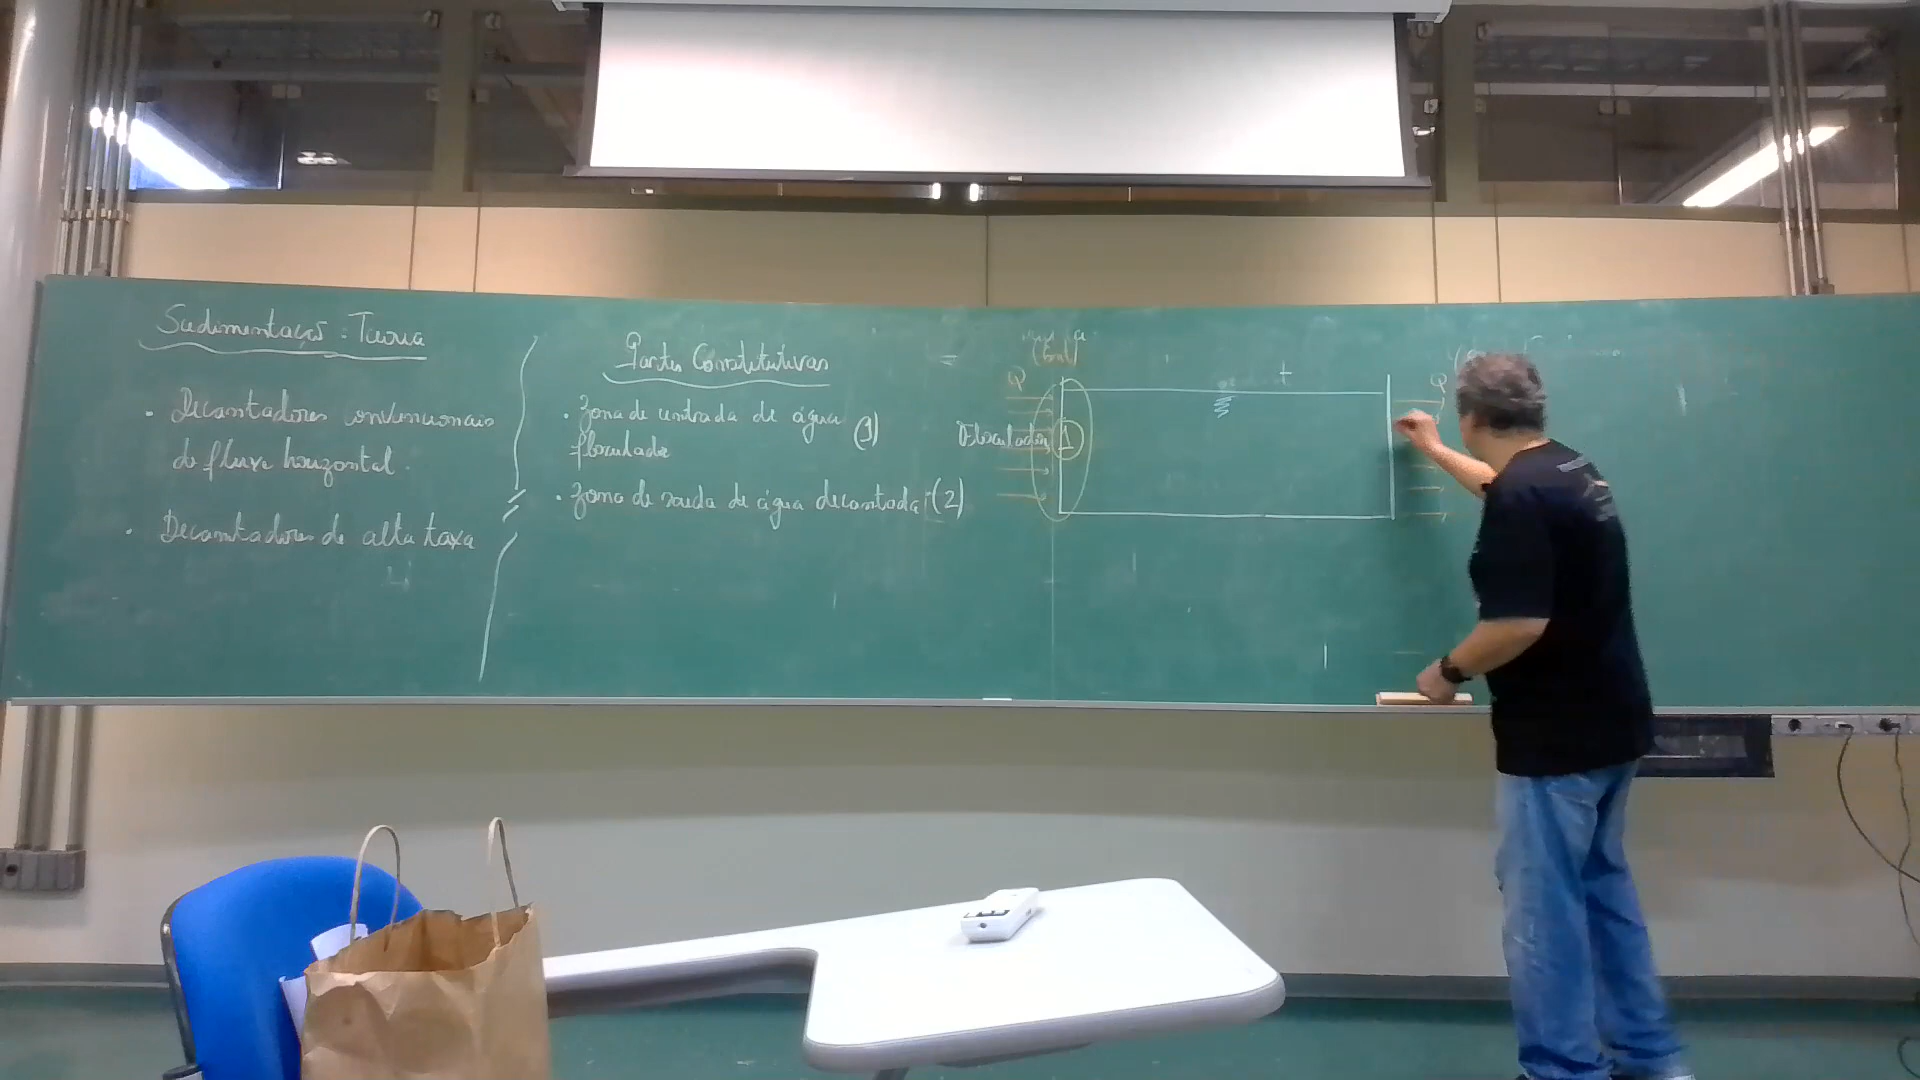 Sedimentação: Teoria
• Decantadores convencionais
de fluxo horizontal.
• Decantadores de alta taxa
Partes Constitutivas
• Zona de entrada de água (1)
floculada
• Zona de saída de água decantada (2)
Q
1
Q